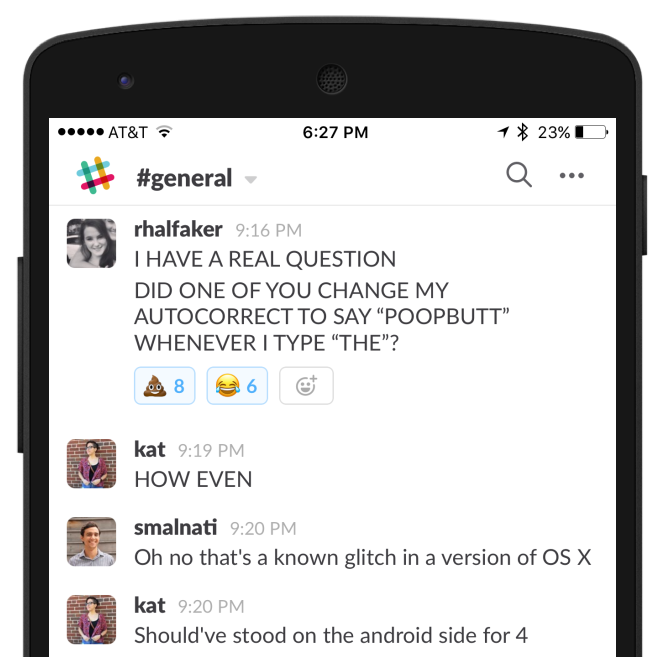 AT&T 6:27 PM 23%
#general
rhalfaker 9:16 PM
I HAVE A REAL QUESTION
DID ONE OF YOU CHANGE MY
AUTOCORRECT TO SAY “POOPBUTT”
WHENEVER I TYPE “THE”?
8 6
kat 9:19 PM
HOW EVEN
smalnati 9:20 PM
Oh no that's a known glitch in a version of OS X
kat 9:20 PM
Should've stood on the android side for 4